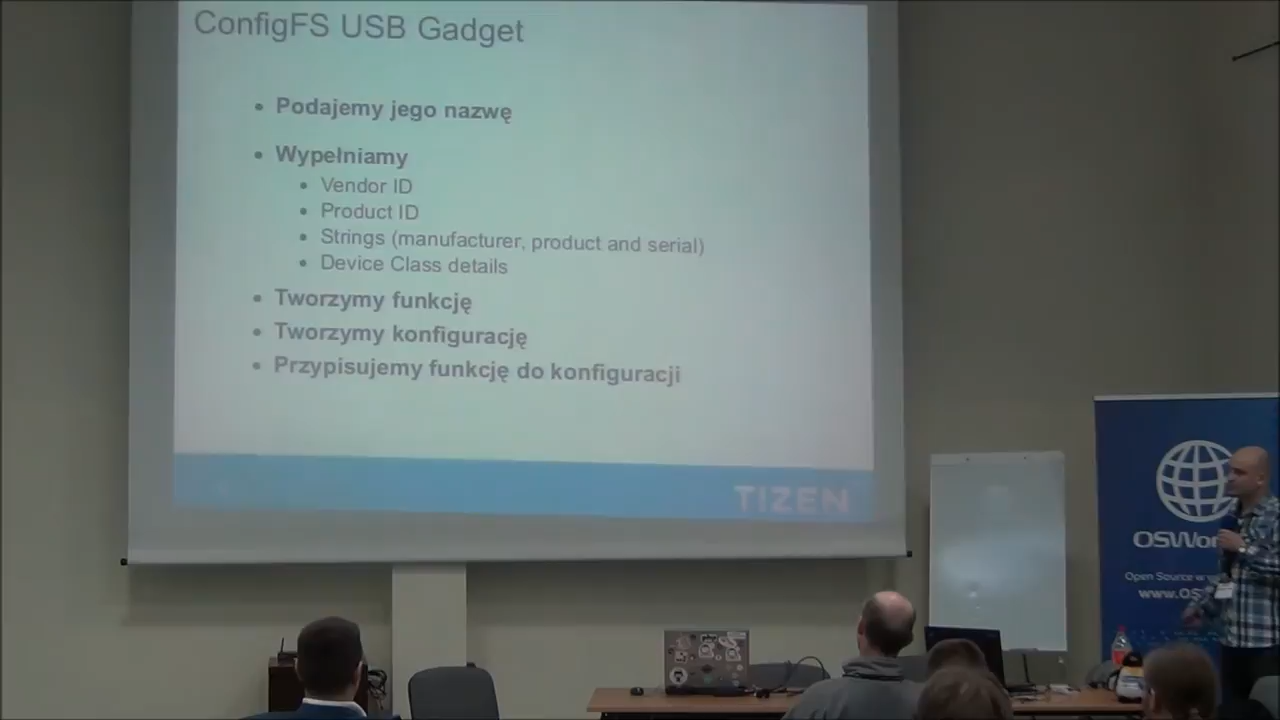 ConfigFS USB Gadget
• Podajemy jego nazwę
• Wypełniamy
• Vendor ID
• Product ID
• Strings (manufacturer, product and serial)
• Device Class details
• Tworzymy funkcję
• Tworzymy konfigurację
• Przypisujemy funkcję do konfiguracji
TIZEN
OSWor
Open Source w
www.OS